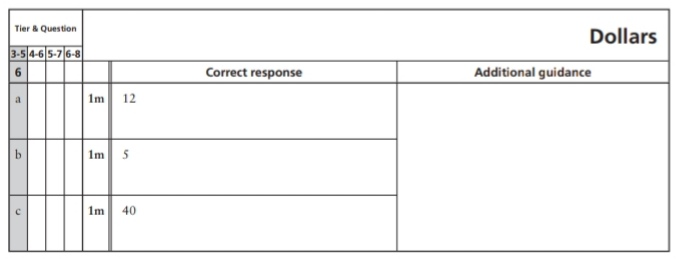 Tier & Question
Dollars
3-5 4-6 5-7 6-8
6 Correct response Additional guidance
a 1m 12
b 1m 5
c 1m 40